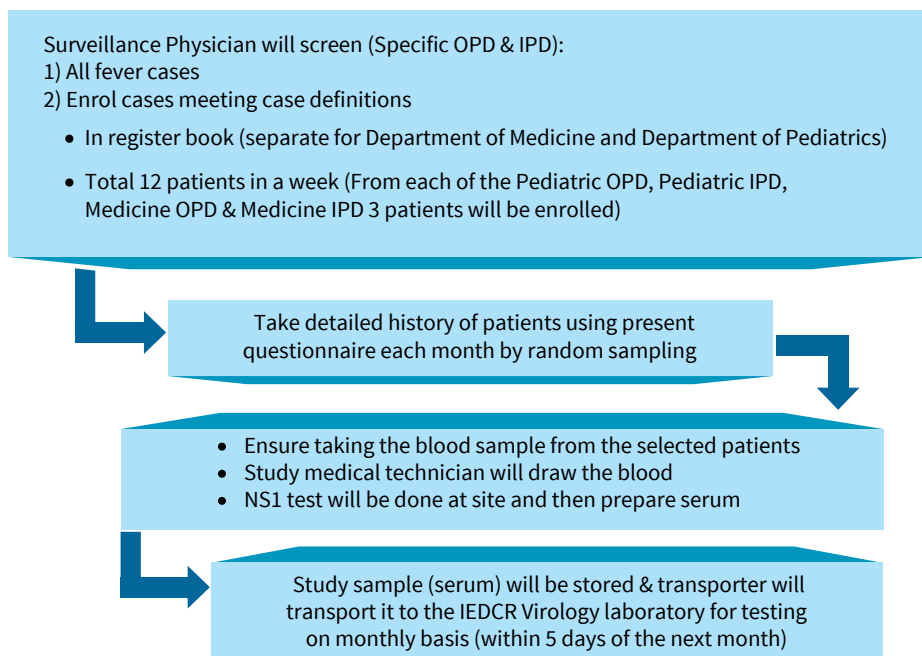 Surveillance Physician will screen (Specific OPD & IPD):
1) All fever cases
2) Enrol cases meeting case definitions
• In register book (separate for Department of Medicine and Department of Pediatrics)
• Total 12 patients in a week (From each of the Pediatric OPD, Pediatric IPD,
Medicine OPD & Medicine IPD 3 patients will be enrolled)
Take detailed history of patients using present
questionnaire each month by random sampling
• Ensure taking the blood sample from the selected patients
• Study medical technician will draw the blood
• NS1 test will be done at site and then prepare serum
Study sample (serum) will be stored & transporter will
transport it to the IEDCR Virology laboratory for testing
on monthly basis (within 5 days of the next month)